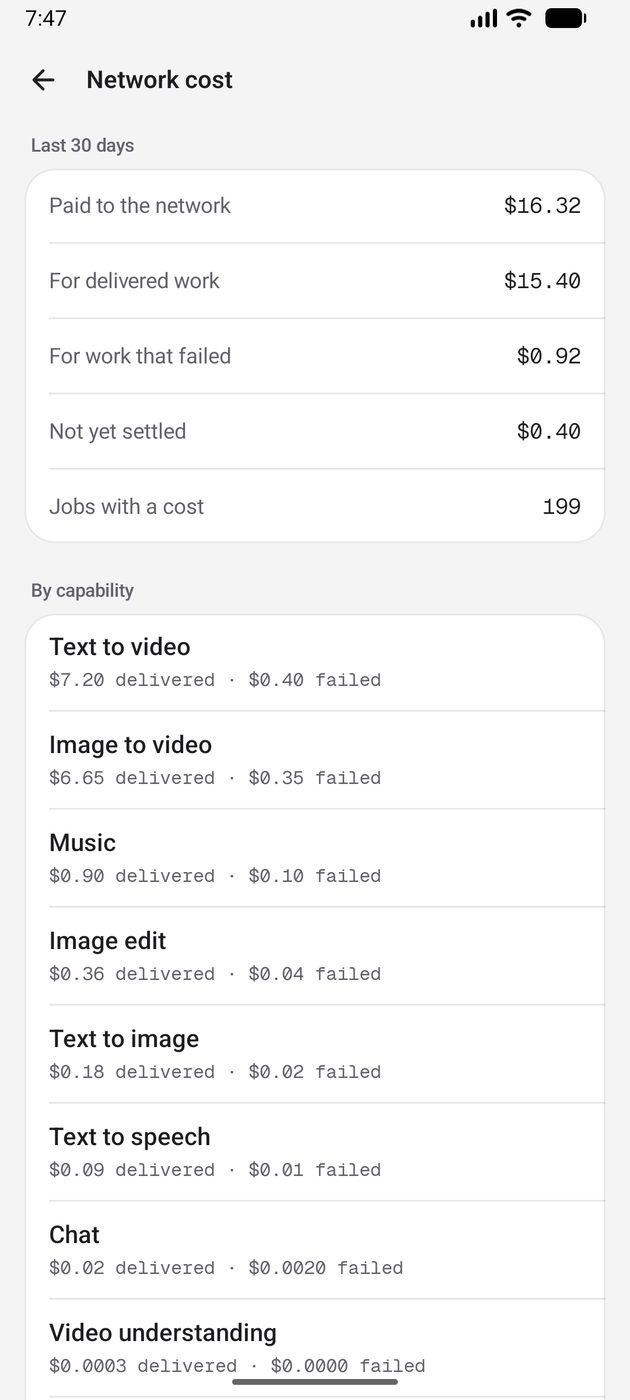 7:47
Network cost
Last 30 days
Paid to the network $16.32
For delivered work $15.40
For work that failed $0.92
Not yet settled $0.40
Jobs with a cost 199
By capability
Text to video
$7.20 delivered · $0.40 failed
Image to video
$6.65 delivered · $0.35 failed
Music
$0.90 delivered · $0.10 failed
Image edit
$0.36 delivered · $0.04 failed
Text to image
$0.18 delivered · $0.02 failed
Text to speech
$0.09 delivered · $0.01 failed
Chat
$0.02 delivered · $0.0020 failed
Video understanding
$0.0003 delivered · $0.0000 failed